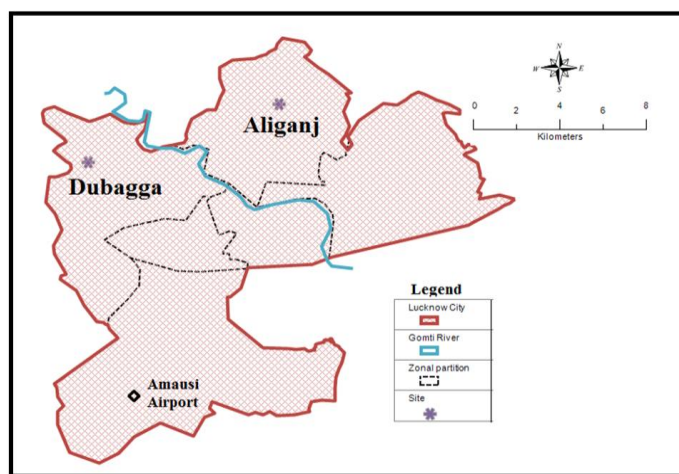 N
W E
S
0 2 4 6 8
Kilometers
Aliganj
Dubagga
Amausi
Airport
Legend
Lucknow City
Gomti River
Zonal partition
Site